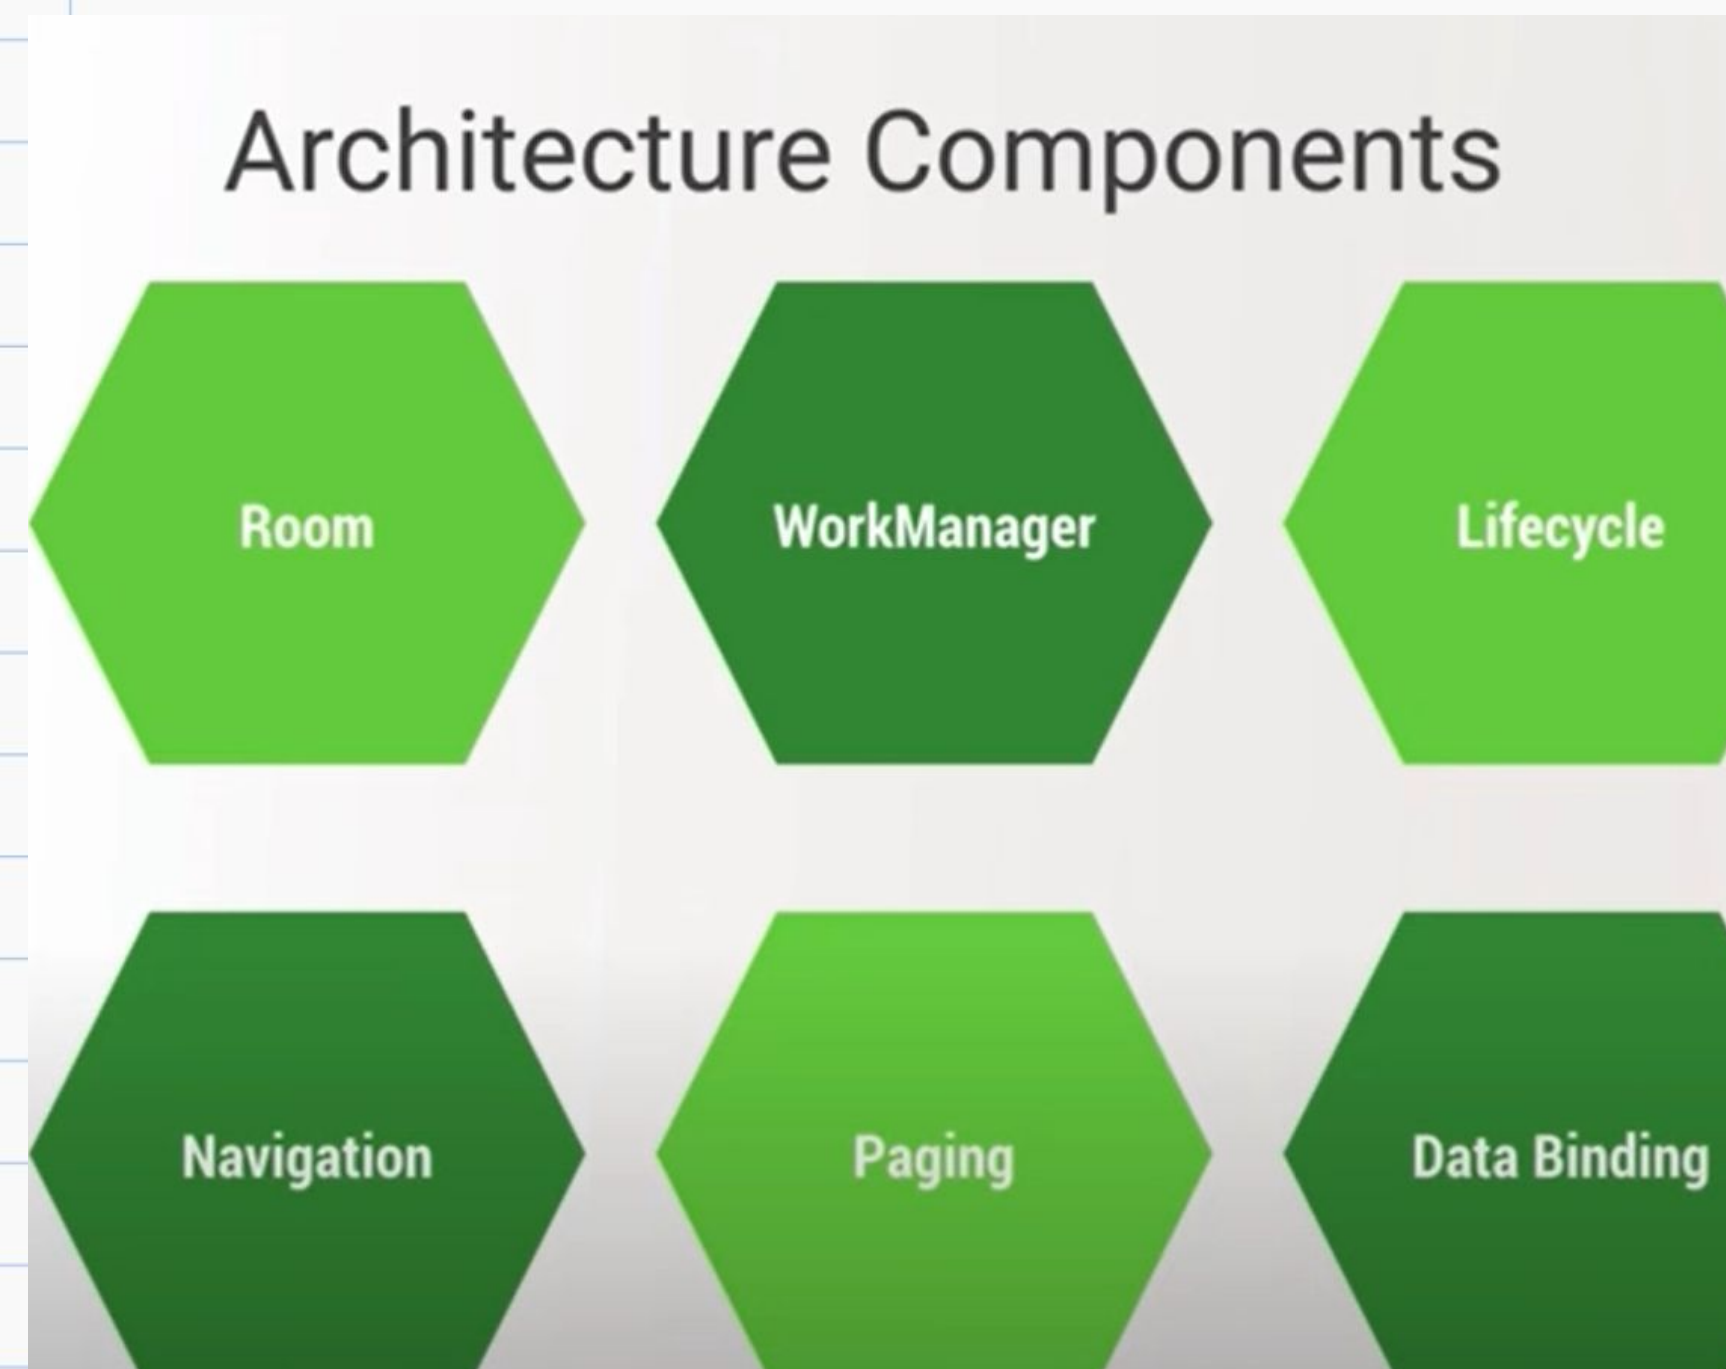 Architecture Components
Room
WorkManager
Lifecycle
Navigation
Paging
Data Binding